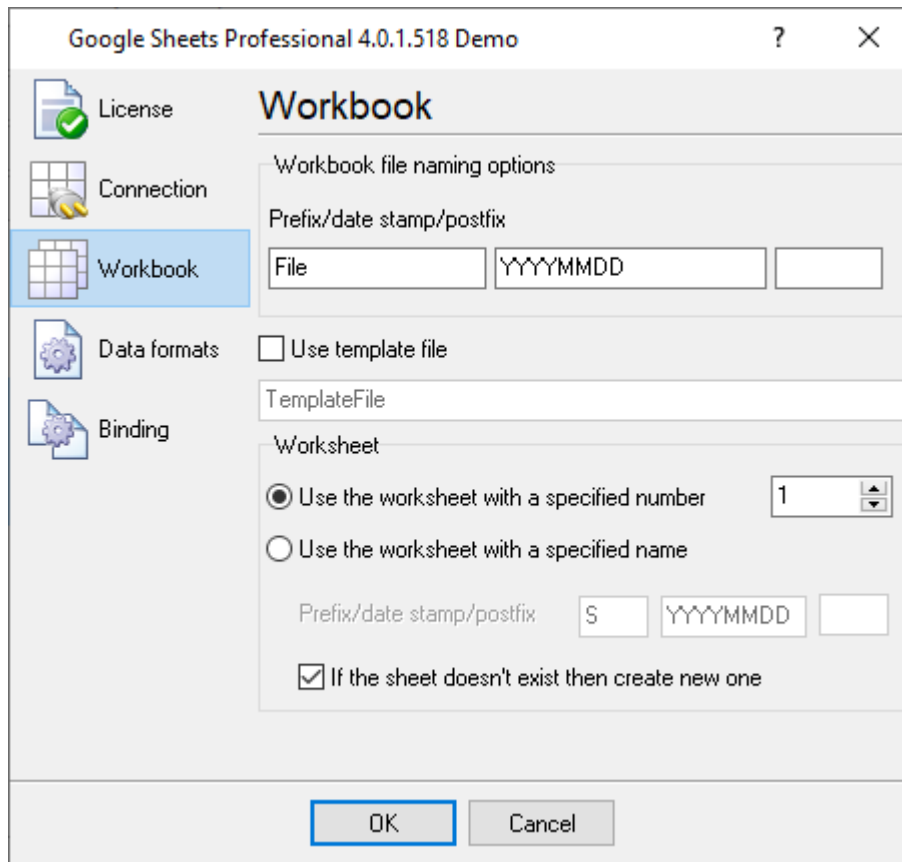 Google Sheets Professional 4.0.1.518 Demo ?
License
Connection
Workbook
Data formats
Binding
Workbook
Workbook file naming options
Prefix/date stamp/postfix
File YYYYMMDD
Use template file
TemplateFile
Worksheet
Use the worksheet with a specified number 1
Use the worksheet with a specified name
Prefix/date stamp/postfix S YYYYMMDD
If the sheet doesn't exist then create new one
OK Cancel